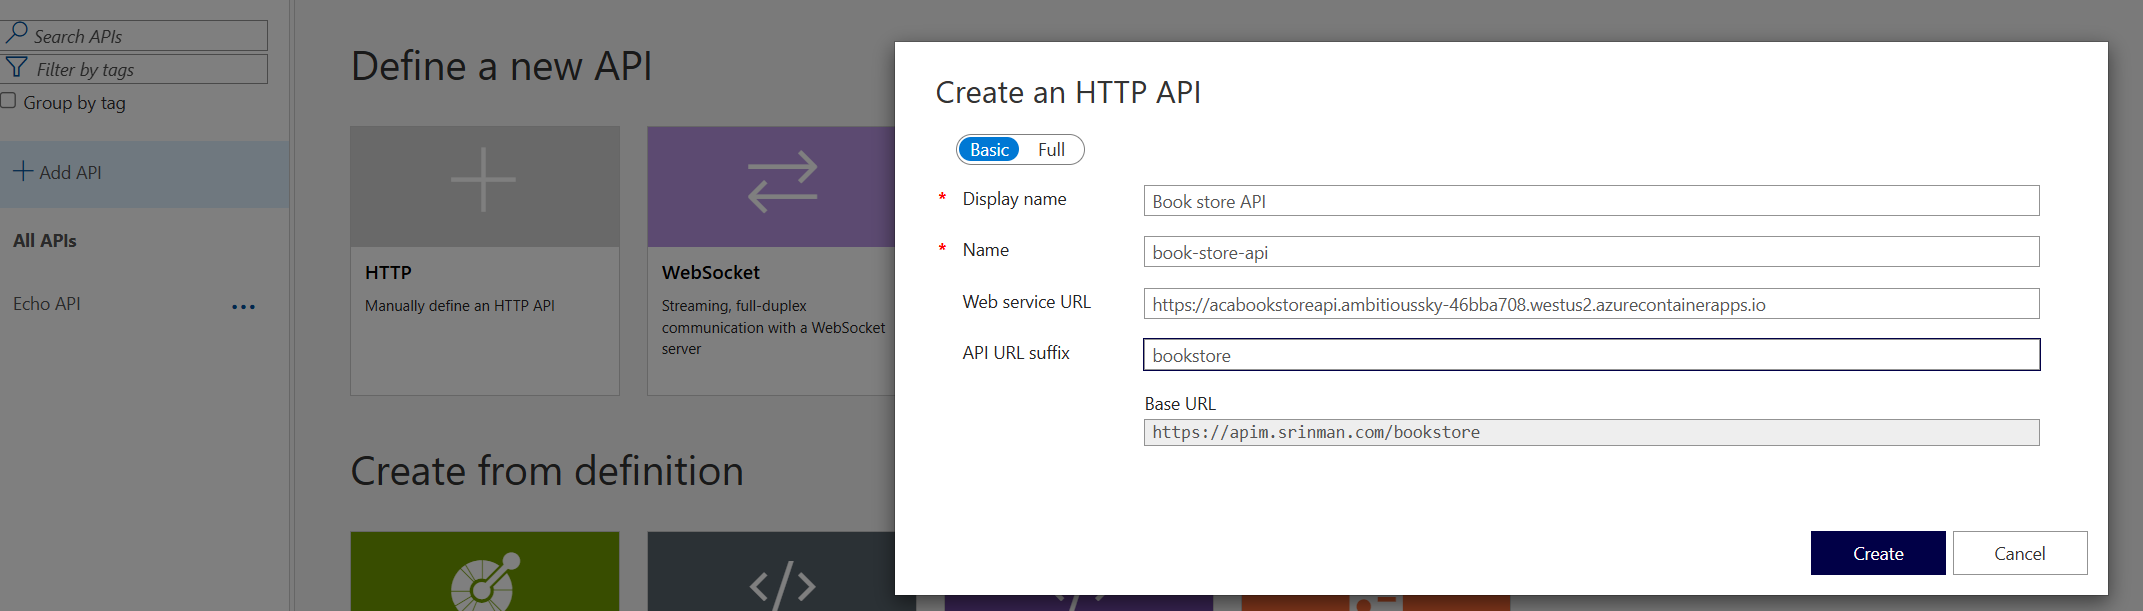 Search APIs
Filter by tags
Group by tag
Add API
All APIs
Echo API
Define a new API
HTTP
Manually define an HTTP API
WebSocket
Streaming, full-duplex
communication with a WebSocket
server
Create from definition
Create an HTTP API
Basic Full
* Display name Book store API
* Name book-store-api
Web service URL https://acabookstoreapi.ambitioussky-46bba708.westus2.azurecontainerapps.io
API URL suffix bookstore
Base URL
https://apim.srinman.com/bookstore
Create Cancel